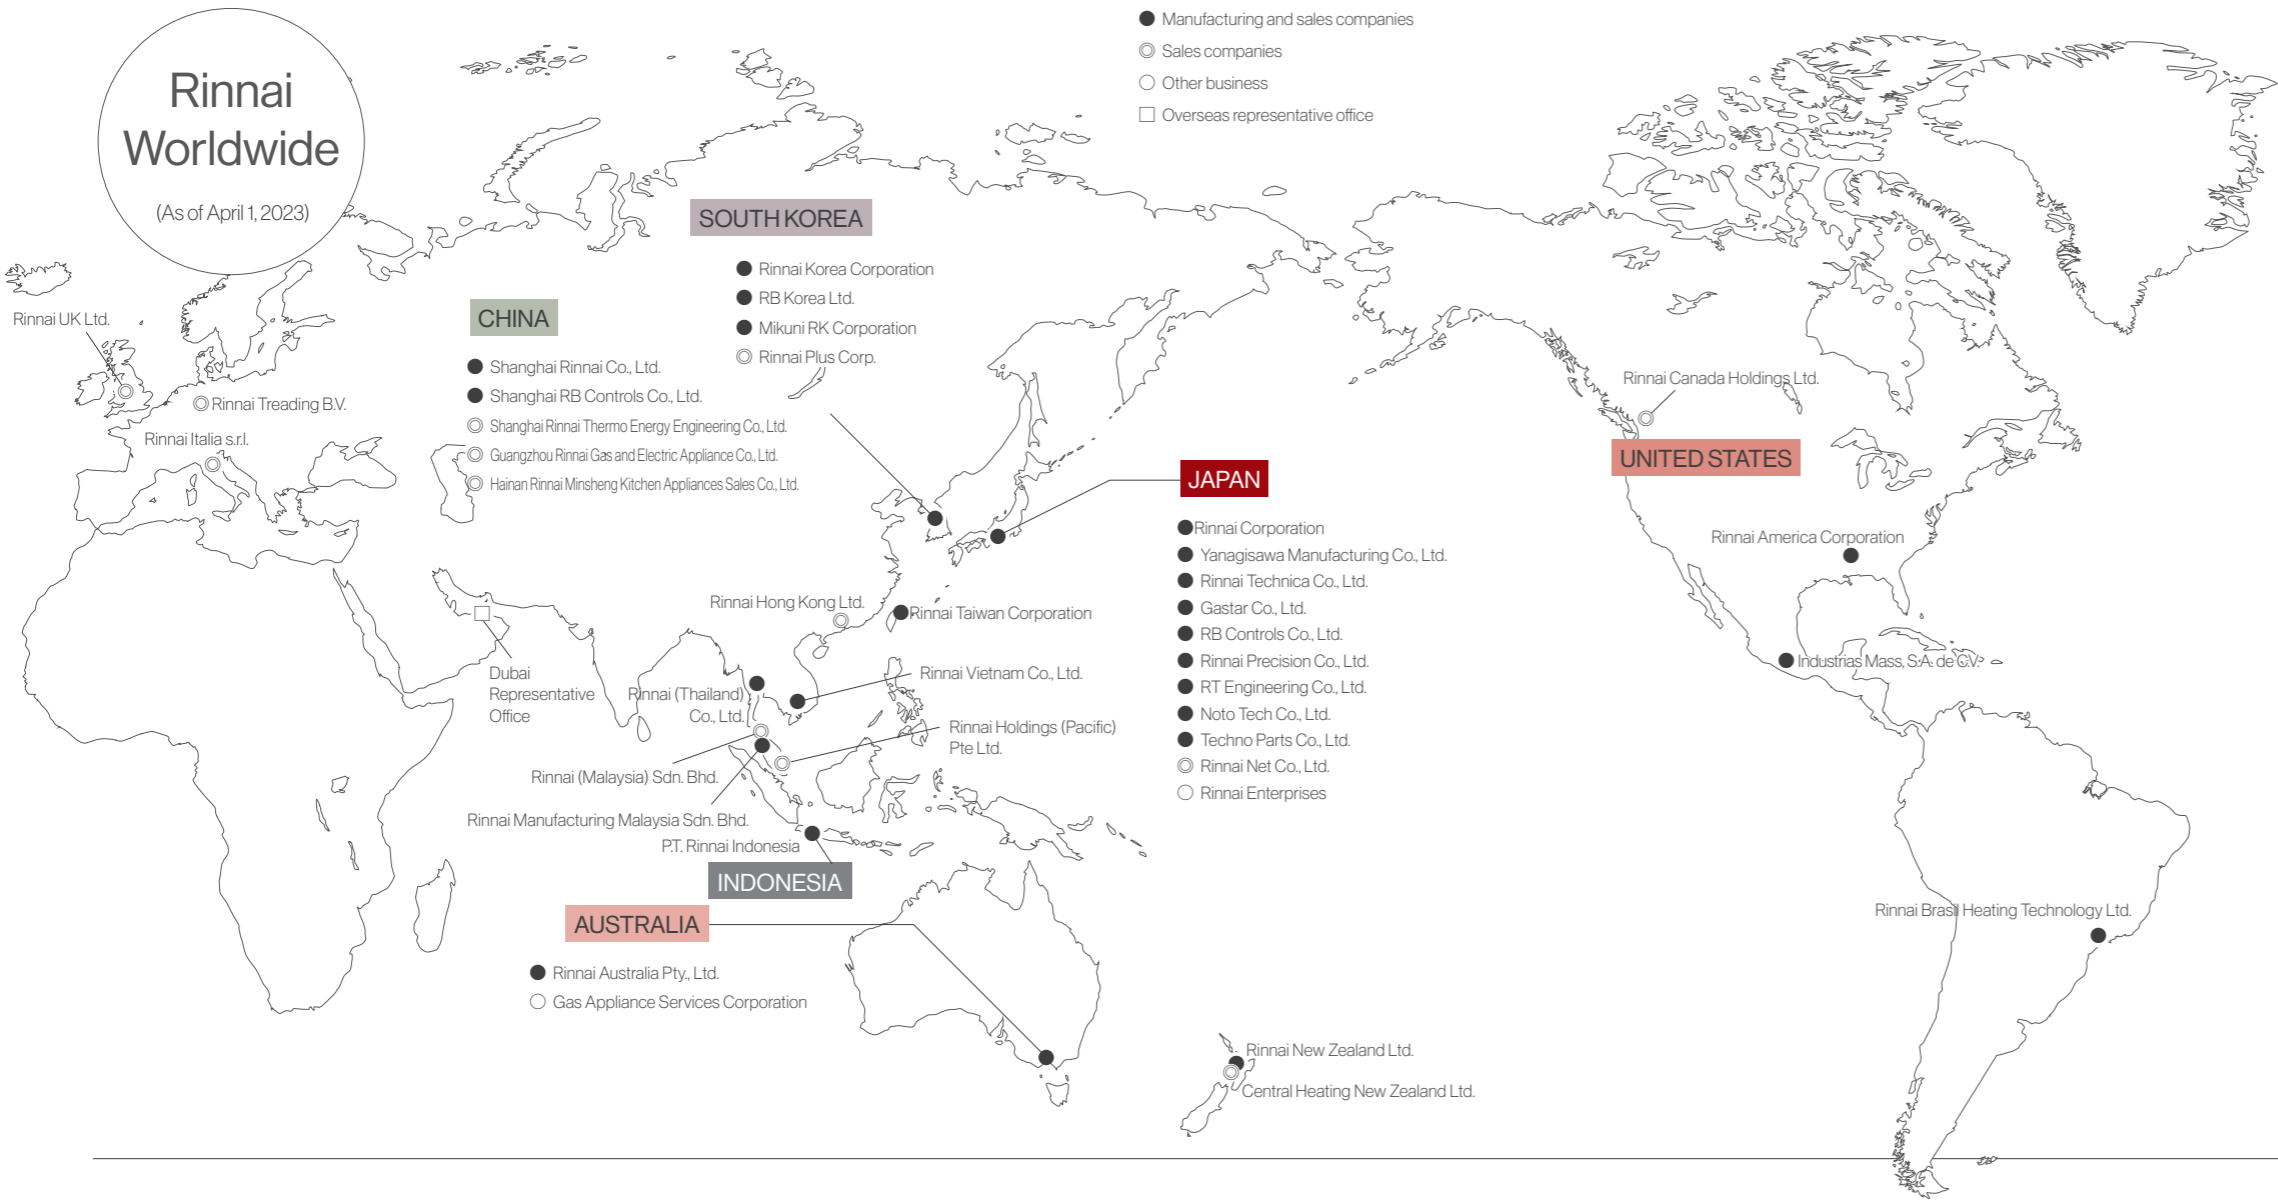 Rinnai
Worldwide
(As of April 1, 2023)
Manufacturing and sales companies
Sales companies
Other business
Overseas representative office
SOUTH KOREA
Rinnai Korea Corporation
RB Korea Ltd.
Mikuni RK Corporation
Rinnai Plus Corp.
CHINA
Shanghai Rinnai Co., Ltd.
Shanghai RB Controls Co., Ltd.
Shanghai Rinnai Thermo Energy Engineering Co., Ltd.
Guangzhou Rinnai Gas and Electric Appliance Co., Ltd.
Hainan Rinnai Minsheng Kitchen Appliances Sales Co., Ltd.
Rinnai UK Ltd.
Rinnai Treading B.V.
Rinnai Italia s.r.l.
JAPAN
Rinnai Corporation
Yanagisawa Manufacturing Co., Ltd.
Rinnai Technica Co., Ltd.
Gastar Co., Ltd.
RB Controls Co., Ltd.
Rinnai Precision Co., Ltd.
RT Engineering Co., Ltd.
Noto Tech Co., Ltd.
Techno Parts Co., Ltd.
Rinnai Net Co., Ltd.
Rinnai Enterprises
Rinnai Canada Holdings Ltd.
UNITED STATES
Rinnai America Corporation
Industrias Mass, S.A. de C.V.
Rinnai Brasil Heating Technology Ltd.
Rinnai Hong Kong Ltd.
Rinnai Taiwan Corporation
Dubai
Representative
Office
Rinnai (Thailand)
Co., Ltd.
Rinnai Vietnam Co., Ltd.
Rinnai Holdings (Pacific)
Pte Ltd.
Rinnai (Malaysia) Sdn. Bhd.
Rinnai Manufacturing Malaysia Sdn. Bhd.
P.T. Rinnai Indonesia
INDONESIA
AUSTRALIA
Rinnai Australia Pty., Ltd.
Gas Appliance Services Corporation
Rinnai New Zealand Ltd.
Central Heating New Zealand Ltd.